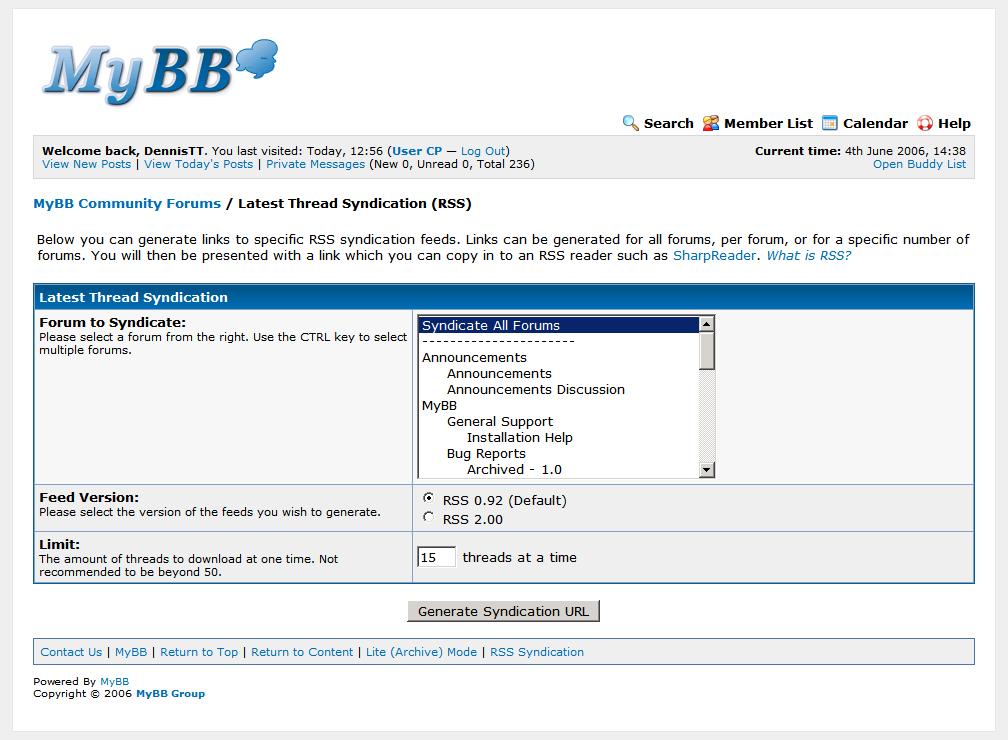 MyBB
Search Member List Calendar Help
Welcome back, DennisTT. You last visited: Today, 12:56 (User CP — Log Out)
Current time: 4th June 2006, 14:38
View New Posts | View Today's Posts | Private Messages (New 0, Unread 0, Total 236)
Open Buddy List
MyBB Community Forums / Latest Thread Syndication (RSS)
Below you can generate links to specific RSS syndication feeds. Links can be generated for all forums, per forum, or for a specific number of
forums. You will then be presented with a link which you can copy in to an RSS reader such as SharpReader. What is RSS?
Latest Thread Syndication
Forum to Syndicate:
Please select a forum from the right. Use the CTRL key to select
multiple forums.
Syndicate All Forums
----------------------
Announcements
Announcements
Announcements Discussion
MyBB
General Support
Installation Help
Bug Reports
Archived - 1.0
Feed Version:
Please select the version of the feeds you wish to generate.
RSS 0.92 (Default)
RSS 2.00
Limit:
The amount of threads to download at one time. Not
recommended to be beyond 50.
15 threads at a time
Generate Syndication URL
Contact Us | MyBB | Return to Top | Return to Content | Lite (Archive) Mode | RSS Syndication
Powered By MyBB
Copyright © 2006 MyBB Group